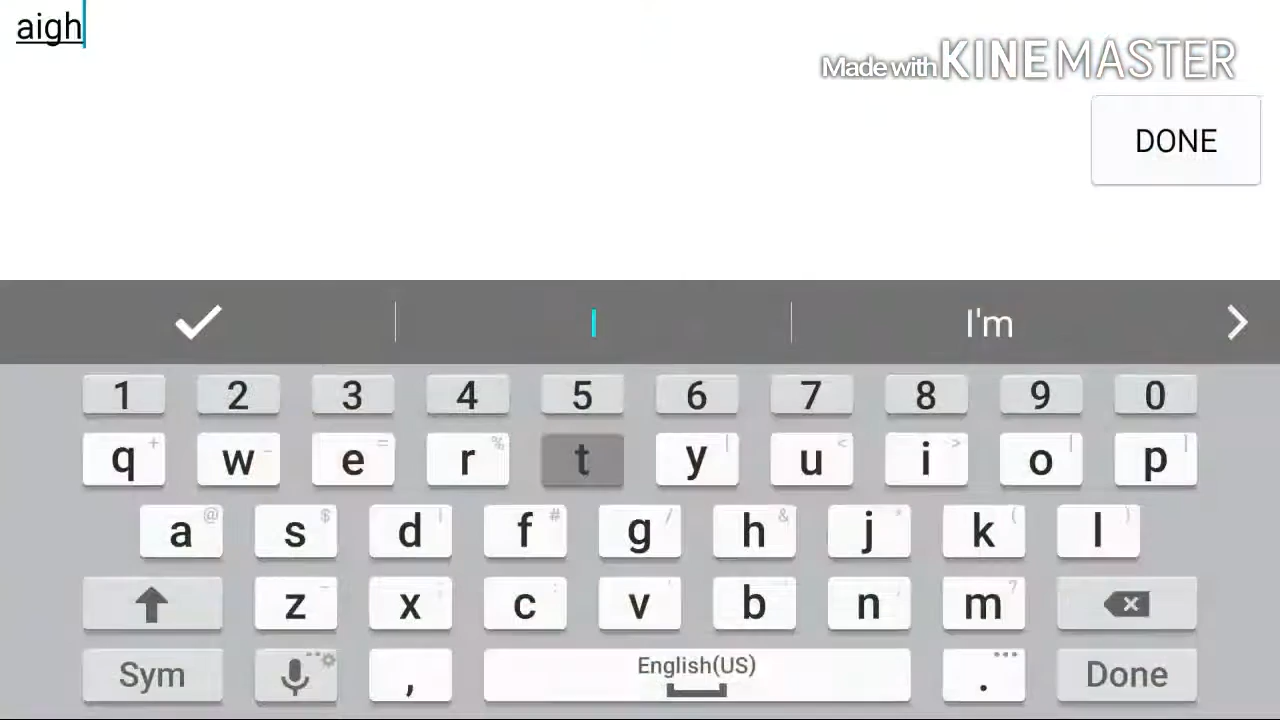 aigh
Made with KINEMASTER
DONE
I I'm
1 2 3 4 5 6 7 8 9 0
q w e r t y u i o p
a s d f g h j k l
z x c v b n m
Sym , English(US) . Done